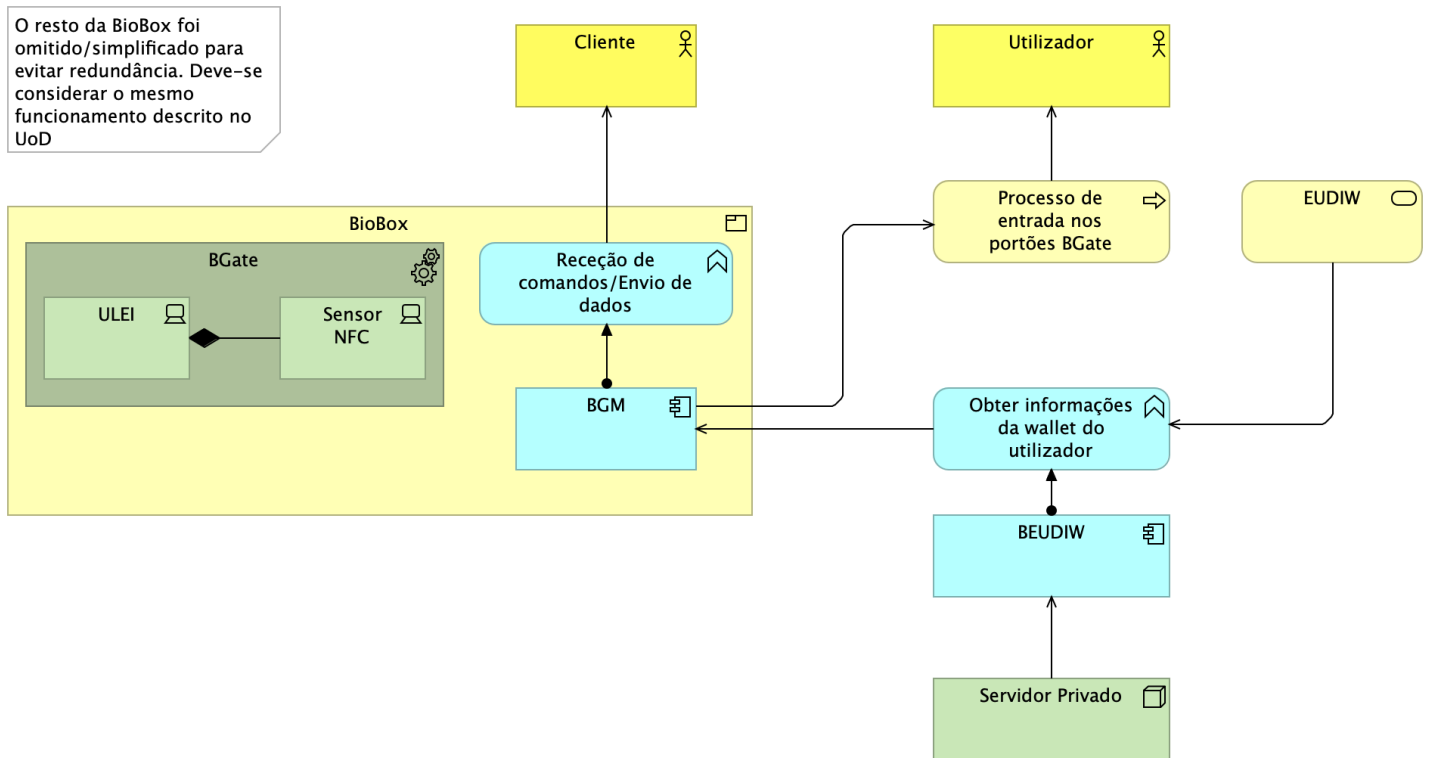 O resto da BioBox foi
omitido/simplificado para
evitar redundância. Deve-se
considerar o mesmo
funcionamento descrito no
UoD
Cliente
Utilizador
Processo de
entrada nos
portões BGate
EUDIW
BioBox
BGate
ULEI
Sensor
NFC
Receção de
comandos/Envio de
dados
BGM
Obter informações
da wallet do
utilizador
BEUDIW
Servidor Privado